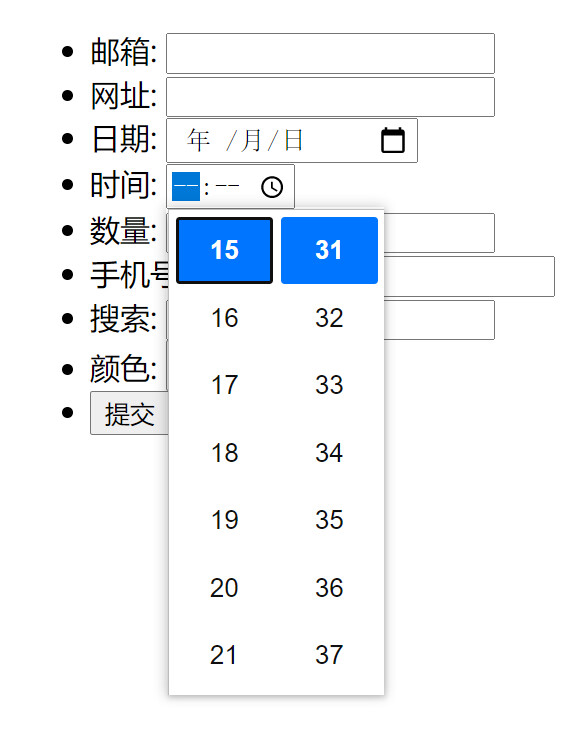 邮箱:
网址:
日期: 年 /月/日
时间: --:--
数量:
手机号
搜索:
颜色:
提交
15 31
16 32
17 33
18 34
19 35
20 36
21 37